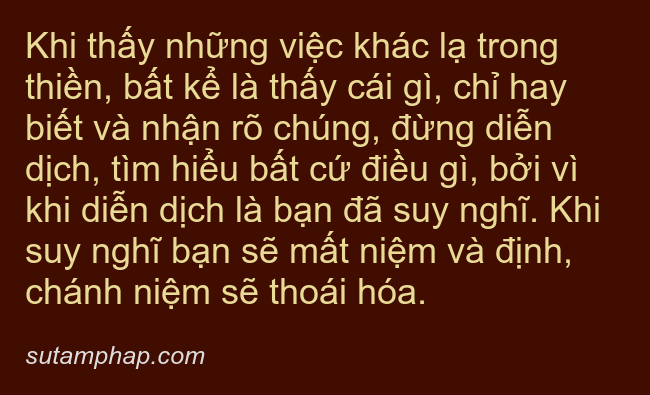 Khi thấy những việc khác lạ trong
thiền, bất kể là thấy cái gì, chỉ hay
biết và nhận rõ chúng, đừng diễn
dịch, tìm hiểu bất cứ điều gì, bởi vì
khi diễn dịch là bạn đã suy nghĩ. Khi
suy nghĩ bạn sẽ mất niệm và định,
chánh niệm sẽ thoái hóa.
sutamphap.com